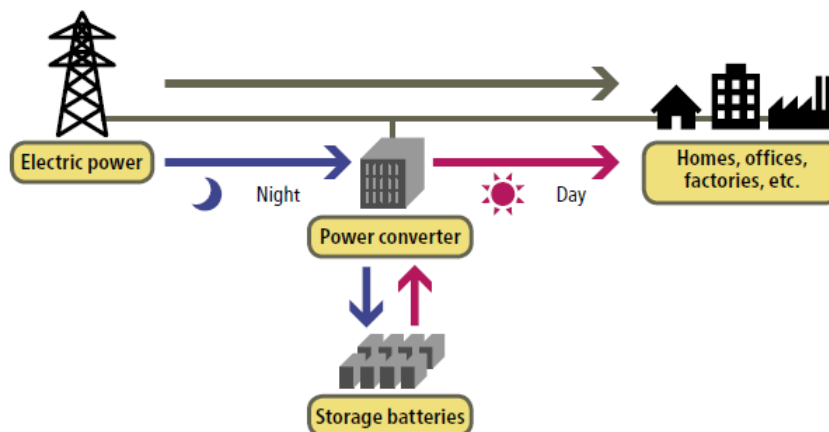 Electric power
Night
Day
Homes, offices,
factories, etc.
Power converter
Storage batteries